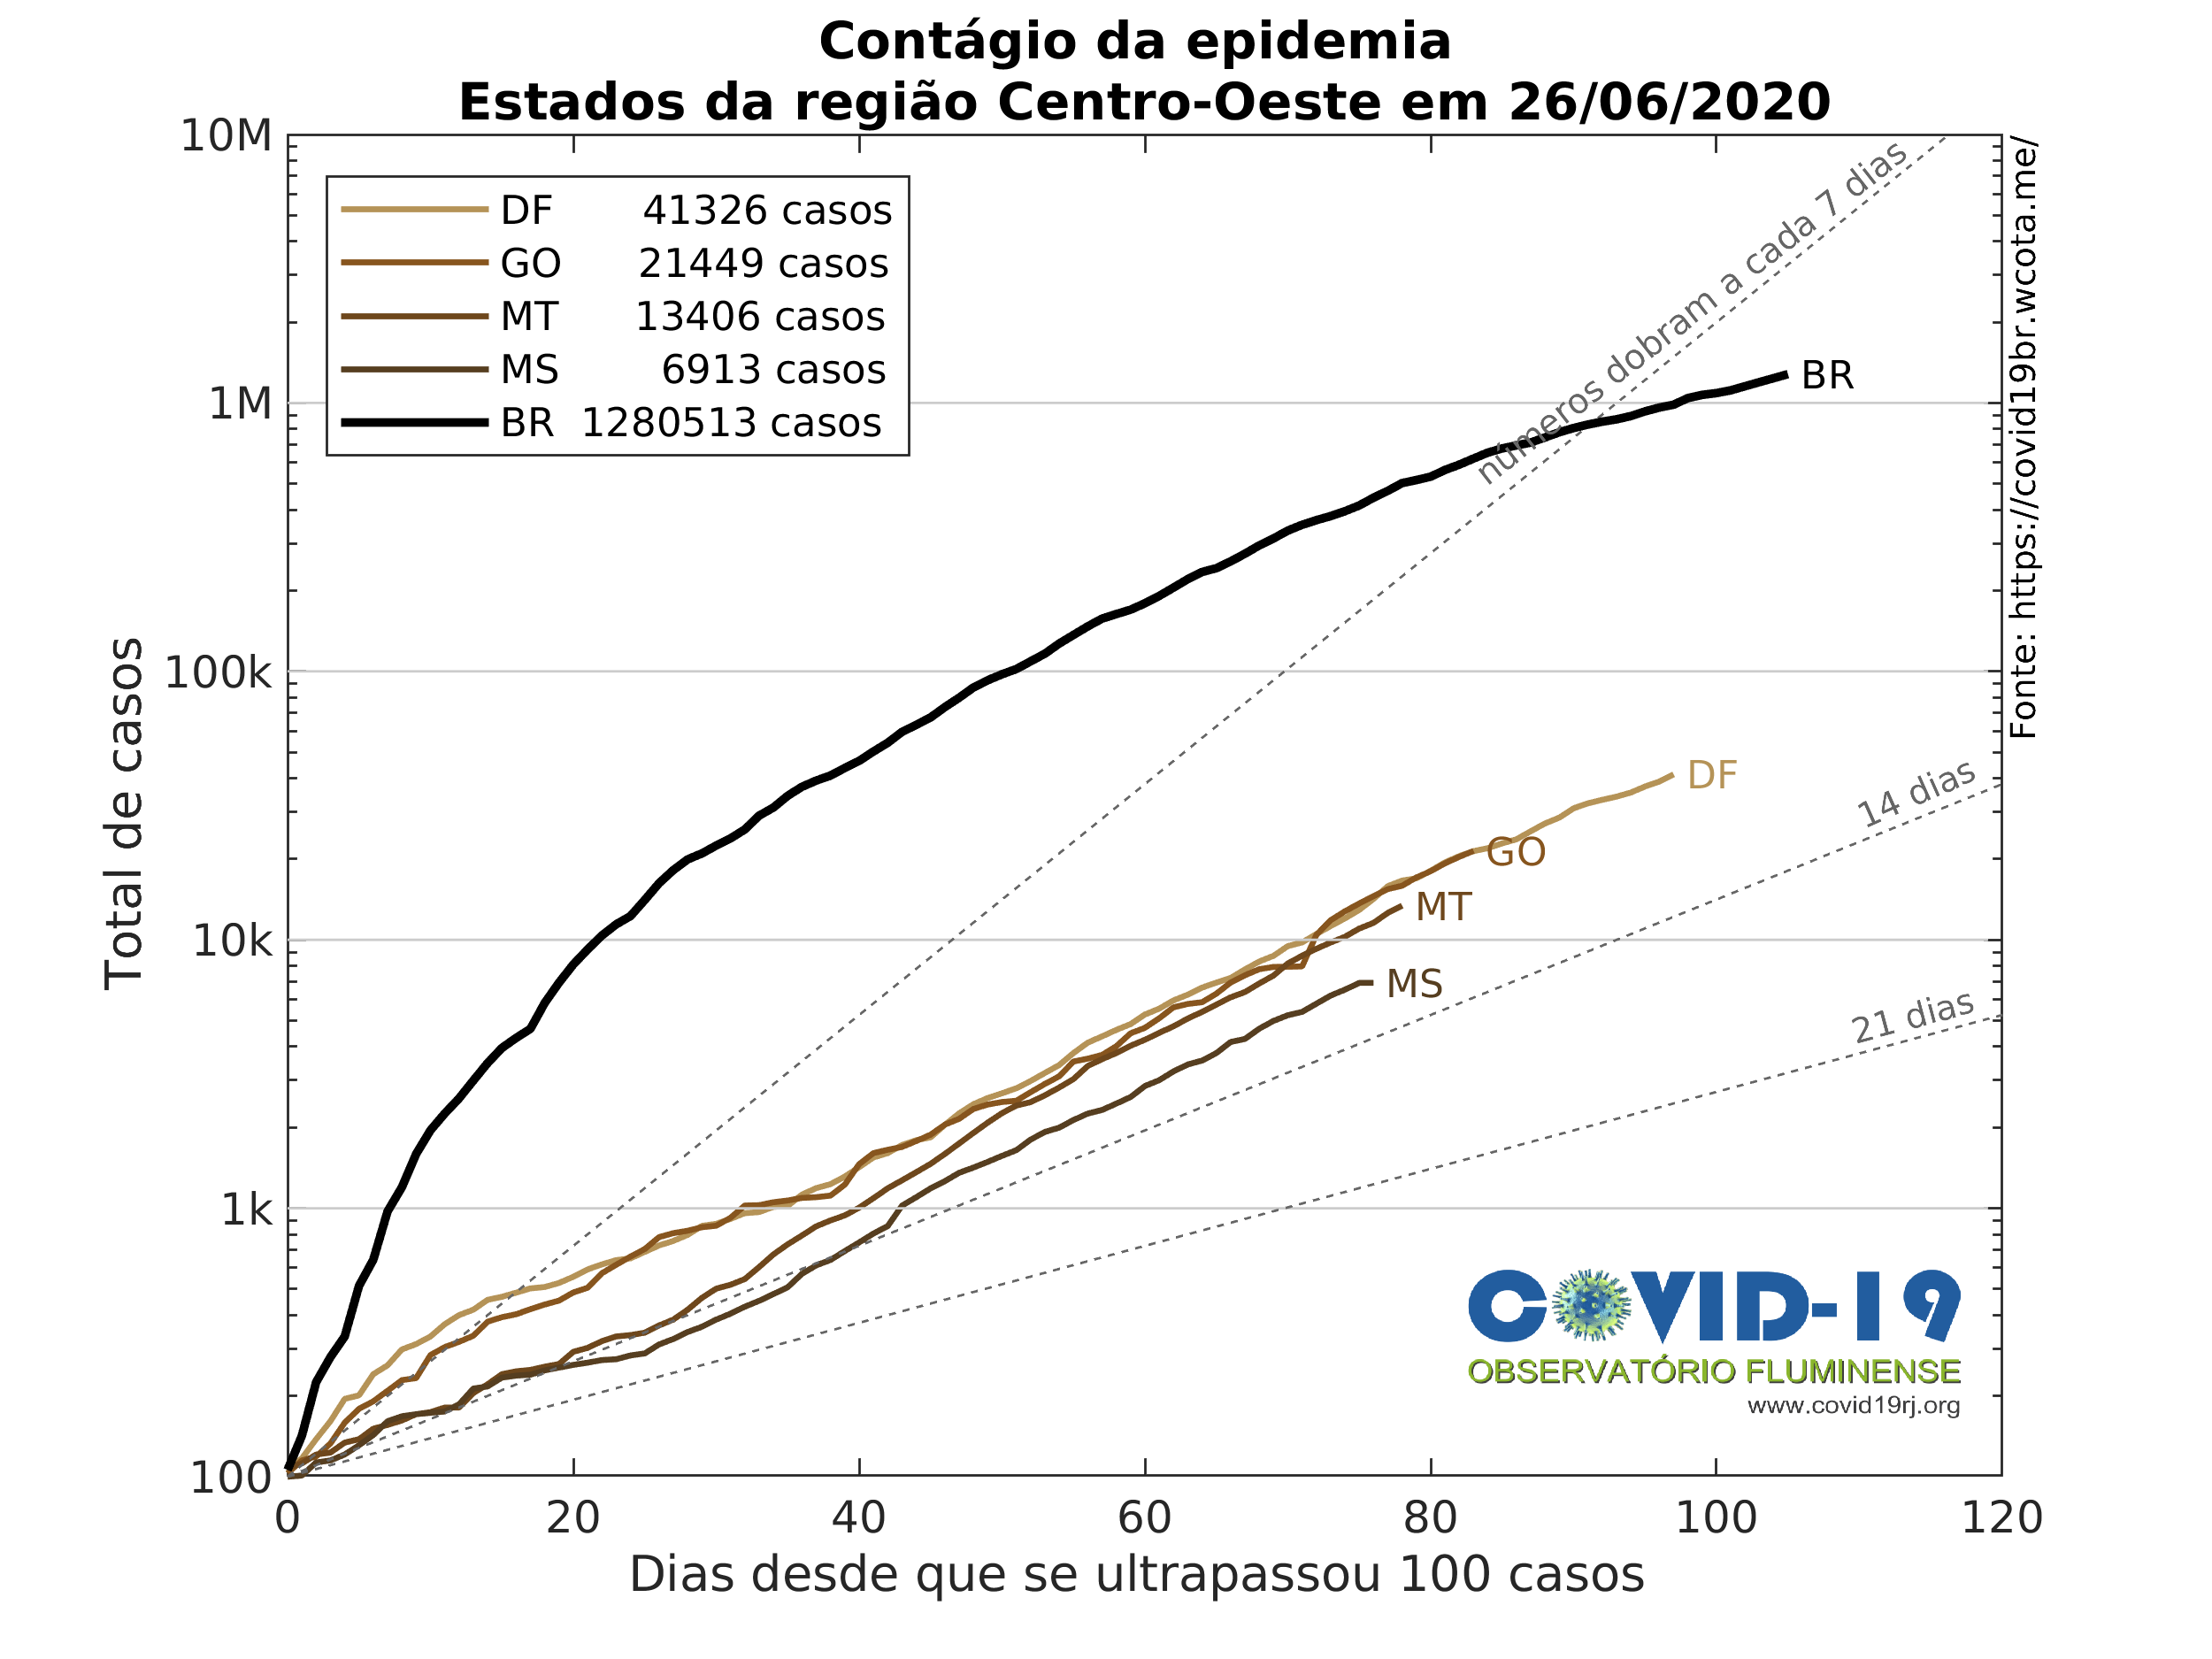 Contágio da epidemia
Estados da região Centro-Oeste em 26/06/2020
10M
1M
100k
10k
1k
100
Total de casos
DF 41326 casos
GO 21449 casos
MT 13406 casos
MS 6913 casos
BR 1280513 casos
números dobram a cada 7 dias
BR
DF
14 dias
GO
MT
MS
21 dias
Fonte: https://covid19br.wcota.me/
COVID-19
OBSERVATÓRIO FLUMINENSE
www.covid19rj.org
0 20 40 60 80 100 120
Dias desde que se ultrapassou 100 casos